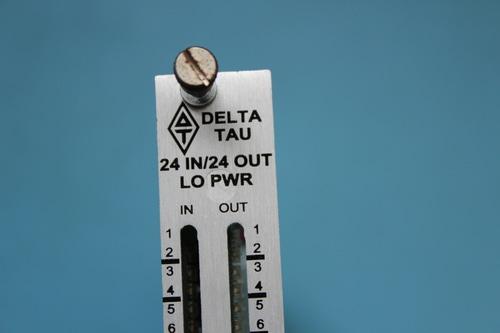 DELTA
TAU
24 IN/24 OUT
LO PWR
IN OUT
1 1
2 2
3 3
4 4
5 5
6 6